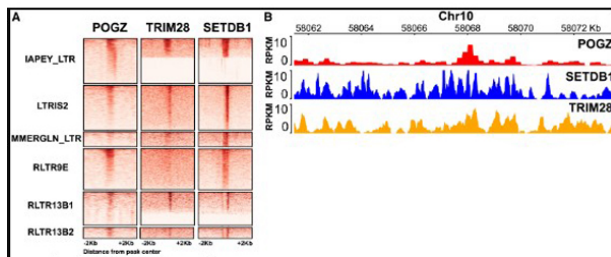 A
POGZ TRIM28 SETDB1
IAPEY_LTR
LTRIS2
MMERGLN_LTR
RLTR9E
RLTR13B1
RLTR13B2
-2Kb +2Kb -2Kb +2Kb -2Kb +2Kb
Distance from peak center
B
Chr10
58062 58064 58066 58068 58070 58072 Kb
RPKM 10 0 POGZ
RPKM 10 0 SETDB1
RPKM 10 0 TRIM28